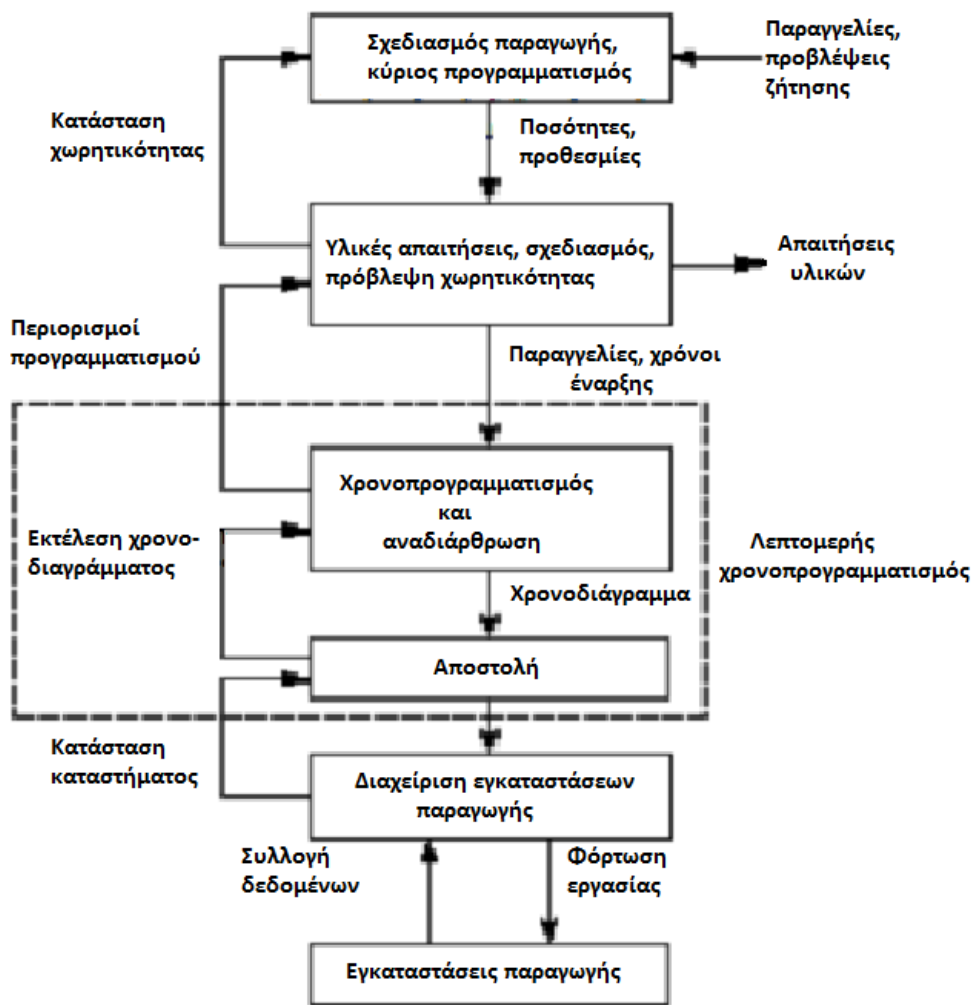 Σχεδιασμός παραγωγής,
κύριος προγραμματισμός
Παραγγελίες,
προβλέψεις
ζήτησης
Κατάσταση
χωρητικότητας
Ποσότητες,
προθεσμίες
Υλικές απαιτήσεις, σχεδιασμός,
πρόβλεψη χωρητικότητας
Απαιτήσεις
υλικών
Περιορισμοί
προγραμματισμού
Παραγγελίες, χρόνοι
έναρξης
Χρονοπρογραμματισμός
και
αναδιάρθρωση
Εκτέλεση χρονο-
διαγράμματος
Λεπτομερής
χρονοπρογραμματισμός
Χρονοδιάγραμμα
Αποστολή
Κατάσταση
καταστήματος
Διαχείριση εγκαταστάσεων
παραγωγής
Συλλογή
δεδομένων
Φόρτωση
εργασίας
Εγκαταστάσεις παραγωγής